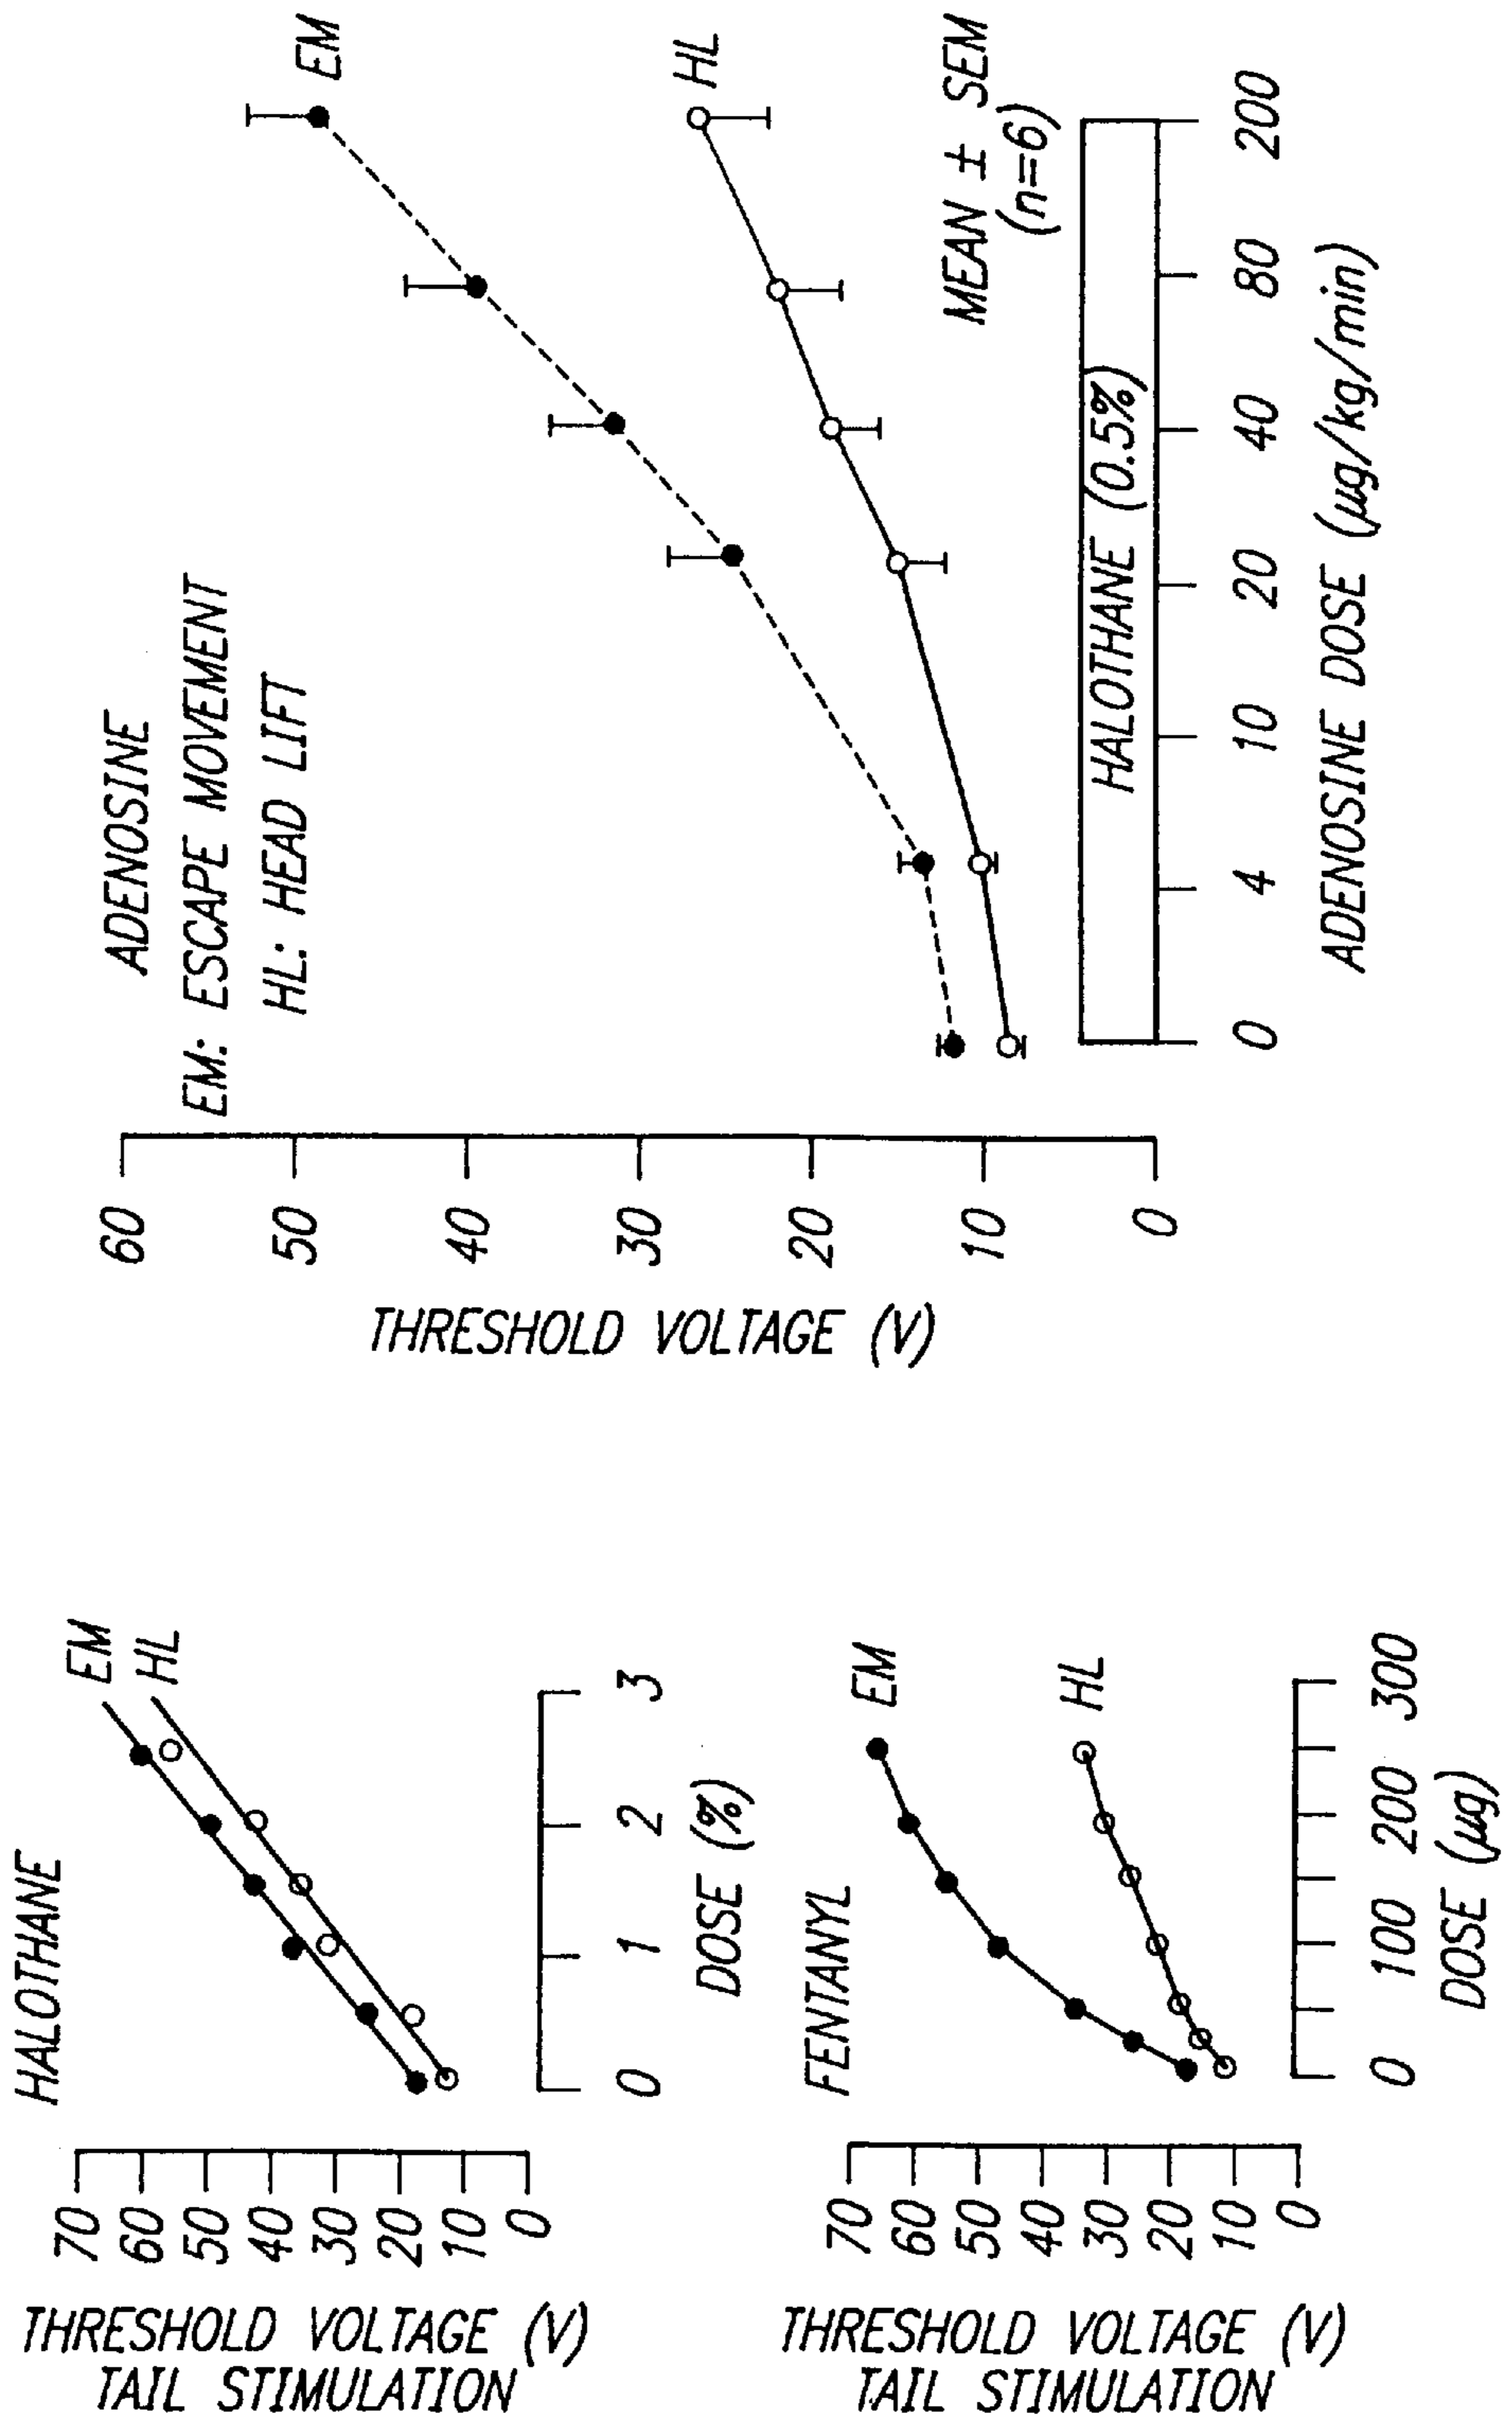 HALOTHANE
EM
HL
70
60
50
40
30
20
10
0
THRESHOLD VOLTAGE (V)
TAIL STIMULATION
0 1 2 3
DOSE (%)
FENTANYL
EM
HL
70
60
50
40
30
20
10
0
THRESHOLD VOLTAGE (V)
TAIL STIMULATION
0 100 200 300
DOSE (µg)
ADENOSINE
EM: ESCAPE MOVEMENT
HL: HEAD LIFT
EM
HL
60
50
40
30
20
10
0
THRESHOLD VOLTAGE (V)
MEAN ± SEM
(n=6)
HALOTHANE (0.5%)
0 4 10 20 40 80 200
ADENOSINE DOSE (µg/kg/min)